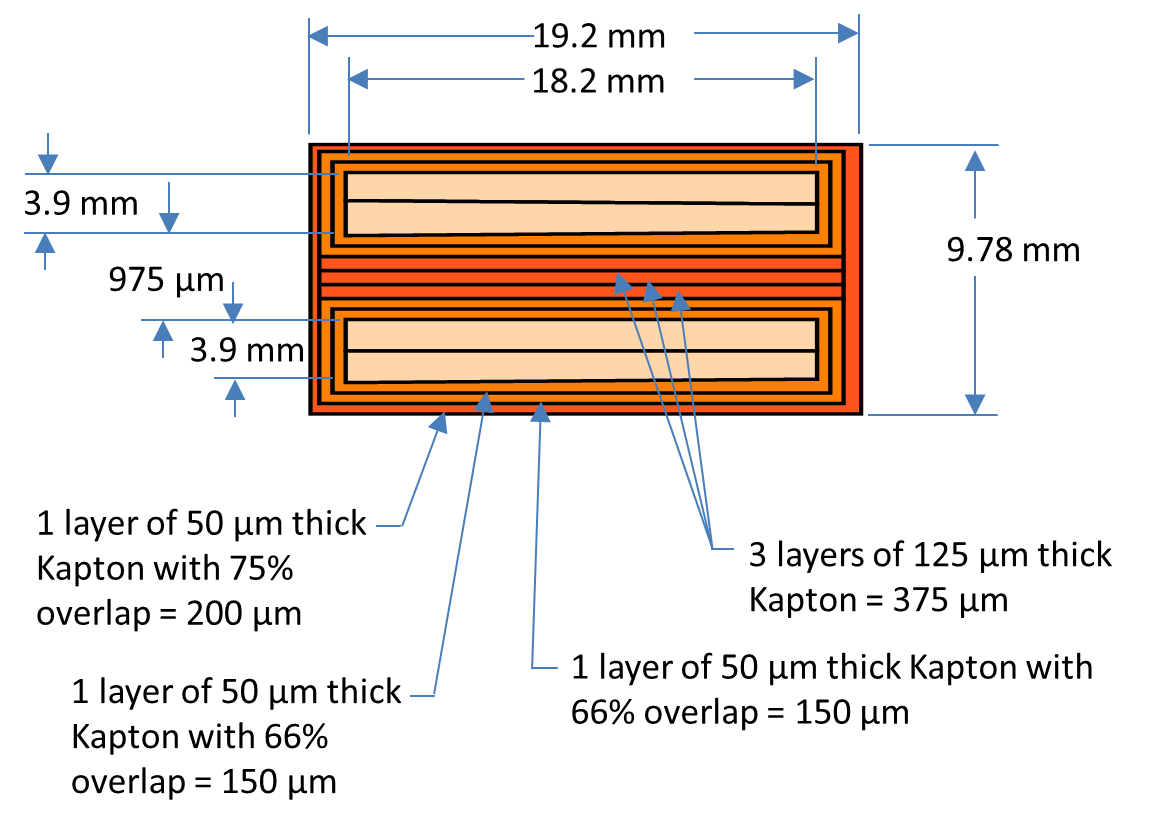 19.2 mm
18.2 mm
3.9 mm
9.78 mm
975 µm
3.9 mm
1 layer of 50 µm thick
Kapton with 75%
overlap = 200 µm
3 layers of 125 µm thick
Kapton = 375 µm
1 layer of 50 µm thick Kapton with
66% overlap = 150 µm
1 layer of 50 µm thick
Kapton with 66%
overlap = 150 µm